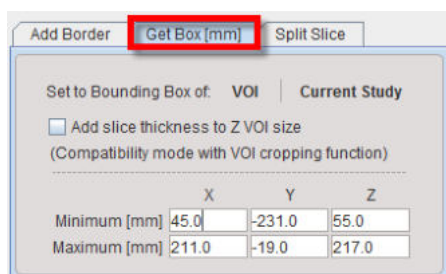 Add Border Get Box [mm] Split Slice
Set to Bounding Box of: VOI Current Study
Add slice thickness to Z VOI size
(Compatibility mode with VOI cropping function)
X Y Z
Minimum [mm] 45.0 -231.0 55.0
Maximum [mm] 211.0 -19.0 217.0